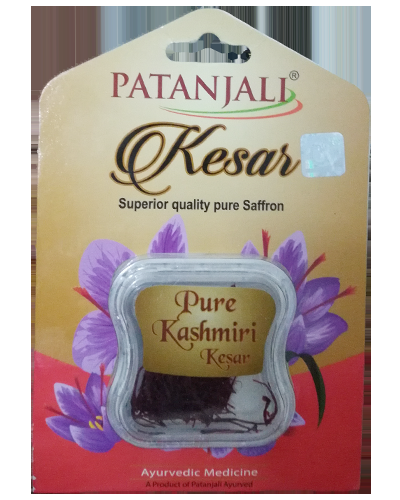 PATANJALI®
Kesar
Superior quality pure Saffron
Pure
Kashmiri
Kesar
Ayurvedic Medicine
A Product of Patanjali Ayurved